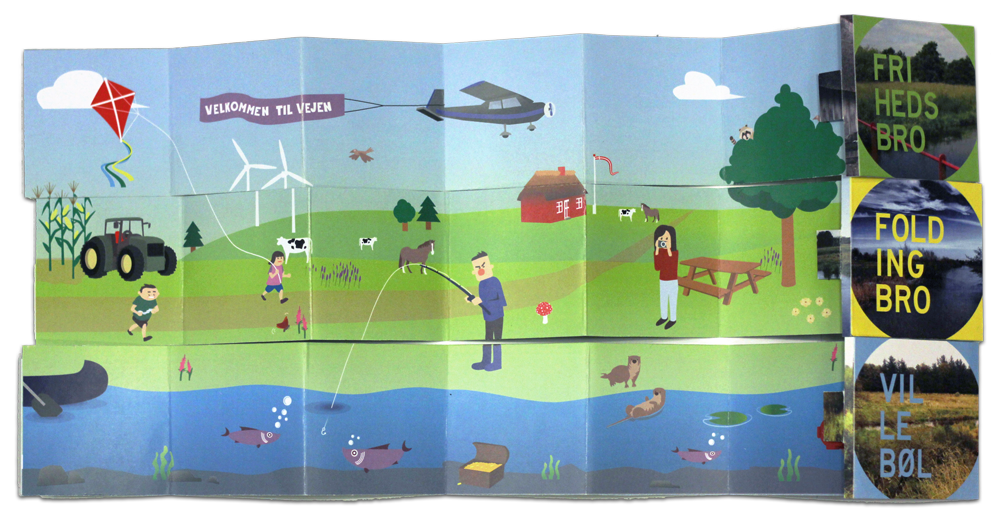 VELKOMMEN TIL VEJEN
FRI
HEDS
BRO
FOLD
ING
BRO
VIL
LE
BØL